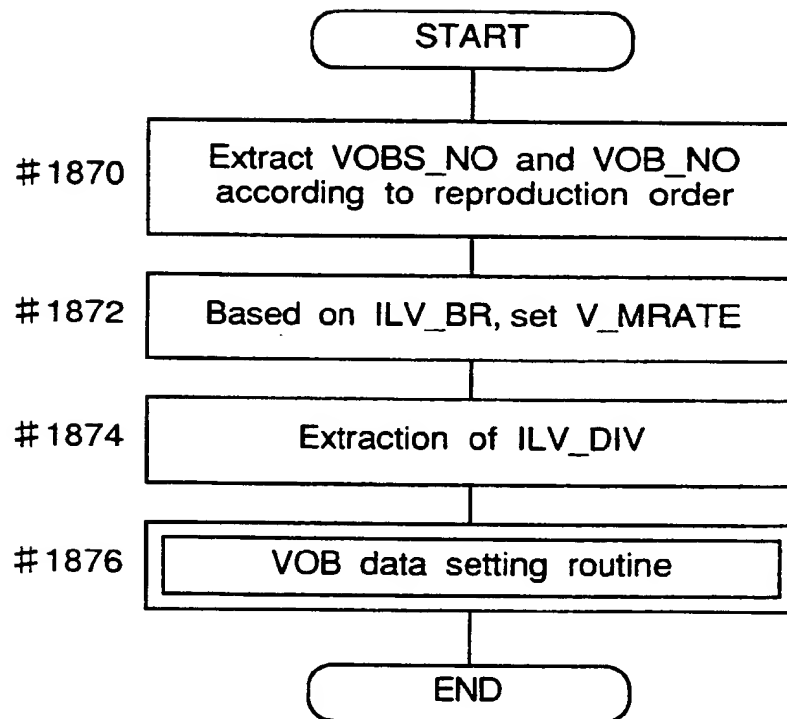 START
#1870
Extract VOBS_NO and VOB_NO
according to reproduction order
#1872
Based on ILV_BR, set V_MRATE
#1874
Extraction of ILV_DIV
#1876
VOB data setting routine
END